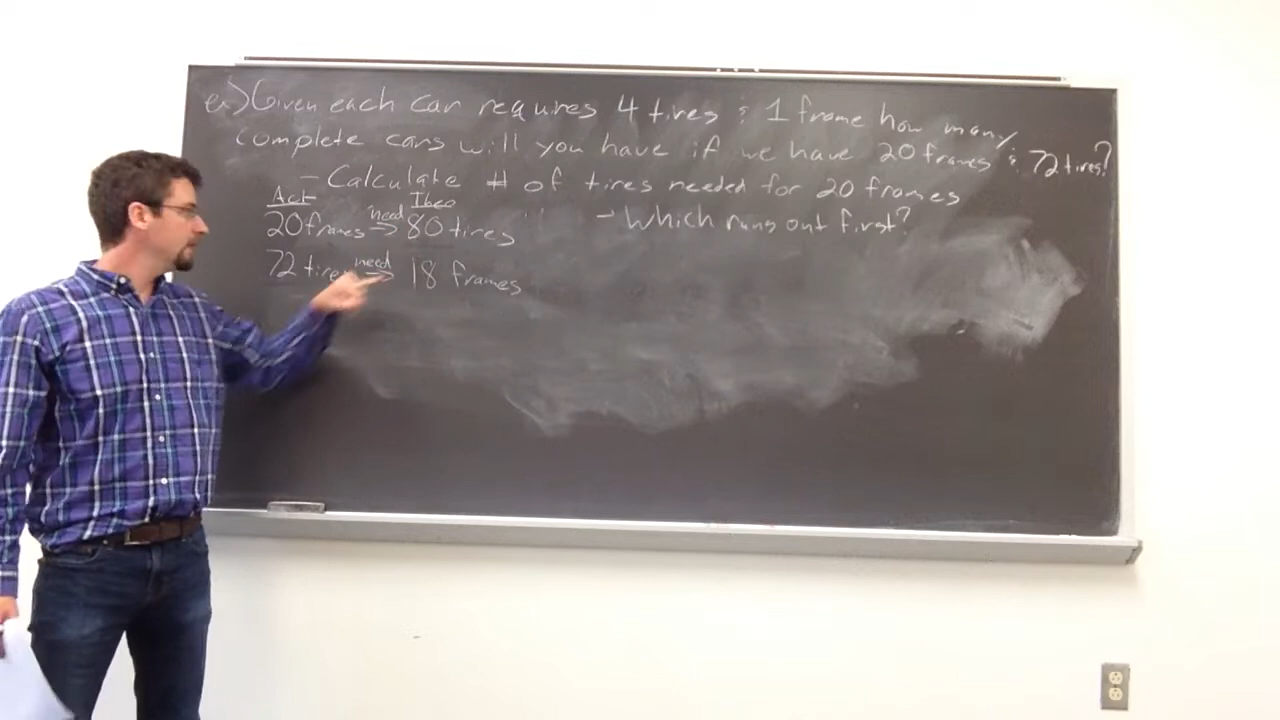 ex) Given each car requires 4 tires & 1 frame how many
complete cars will you have if we have 20 frames & 72 tires?
- Calculate # of tires needed for 20 frames
Act Theo
20 frames need → 80 tires " - Which runs out first?
72 tires need → 18 frames